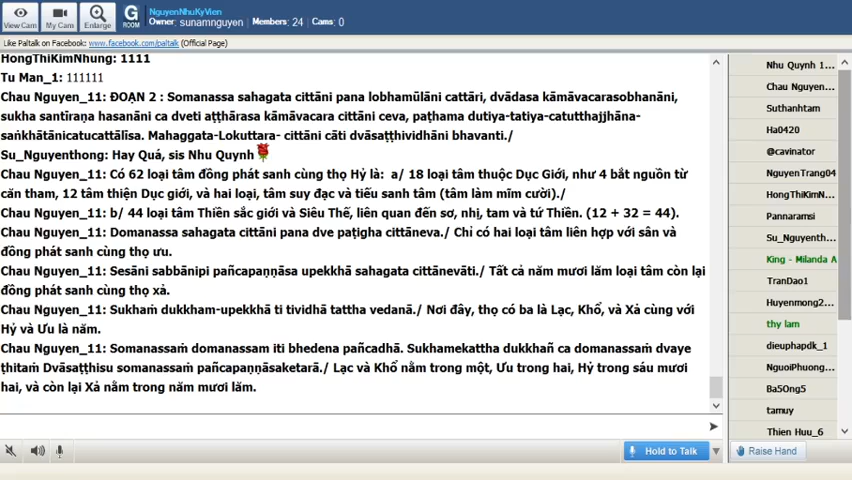 View Cam
My Cam
Enlarge
G
ROOM
NguyenNhuKyVien
Owner: sunamnguyen | Members: 24 | Cams: 0
Like Paltalk on Facebook: www.facebook.com/paltalk (Official Page)
HongThiKimNhung: 1111
Tu Man_1: 111111
Chau Nguyen_11: ĐOẠN 2 : Somanassa sahagata cittāni pana lobhamūlāni cattāri, dvādasa kāmāvacarasobhanāni,
sukha santīraṇa hasanāni ca dveti aṭṭhārasa kāmāvacara cittāni ceva, paṭhama dutiya-tatiya-catutthajjhāna-
saṅkhātānicatucattālīsa. Mahaggata-Lokuttara- cittāni cāti dvāsaṭṭhividhāni bhavanti./
Su_Nguyenthong: Hay Quá, sis Nhu Quynh
Chau Nguyen_11: Có 62 loại tâm đồng phát sanh cùng thọ Hỷ là: a/ 18 loại tâm thuộc Dục Giới, như 4 bắt nguồn từ
căn tham, 12 tâm thiện Dục giới, và hai loại, tâm suy đạc và tiếu sanh tâm (tâm làm mĩm cười)./
Chau Nguyen_11: b/ 44 loại tâm Thiền sắc giới và Siêu Thế, liên quan đến sơ, nhị, tam và tứ Thiền. (12 + 32 = 44).
Chau Nguyen_11: Domanassa sahagata cittāni pana dve paṭigha cittāneva./ Chỉ có hai loại tâm liên hợp với sân và
đồng phát sanh cùng thọ ưu.
Chau Nguyen_11: Sesāni sabbānipi pañcapaṇṇāsa upekkhā sahagata cittānevāti./ Tất cả năm mươi lăm loại tâm còn lại
đồng phát sanh cùng thọ xả.
Chau Nguyen_11: Sukhaṁ dukkham-upekkhā ti tividhā tattha vedanā./ Nơi đây, thọ có ba là Lạc, Khổ, và Xả cùng với
Hỷ và Ưu là năm.
Chau Nguyen_11: Somanassaṁ domanassam iti bhedena pañcadhā. Sukhamekattha dukkhañ ca domanassaṁ dvaye
ṭhitaṁ Dvāsaṭṭhisu somanassaṁ pañcapaṇṇāsaketarā./ Lạc và Khổ nằm trong một, Ưu trong hai, Hỷ trong sáu mươi
hai, và còn lại Xả nằm trong năm mươi lăm.
Hold to Talk
Raise Hand
Nhu Quynh 1...
Chau Nguyen...
Suthanhtam
Ha0420
@cavinator
NguyenTrang04
HongThiKimN...
Pannaramsi
Su_Nguyenth...
King - Milanda A
TranDao1
Huyenmong2...
thy lam
dieuphapdk_1
NguoiPhuong...
Ba5Ong5
tamuy
Thien Huu_6